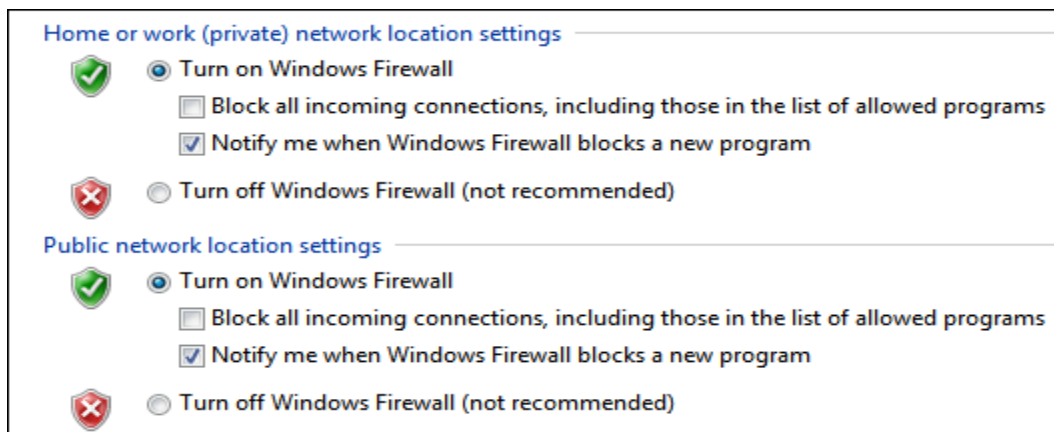 Home or work (private) network location settings
Turn on Windows Firewall
Block all incoming connections, including those in the list of allowed programs
Notify me when Windows Firewall blocks a new program
Turn off Windows Firewall (not recommended)
Public network location settings
Turn on Windows Firewall
Block all incoming connections, including those in the list of allowed programs
Notify me when Windows Firewall blocks a new program
Turn off Windows Firewall (not recommended)